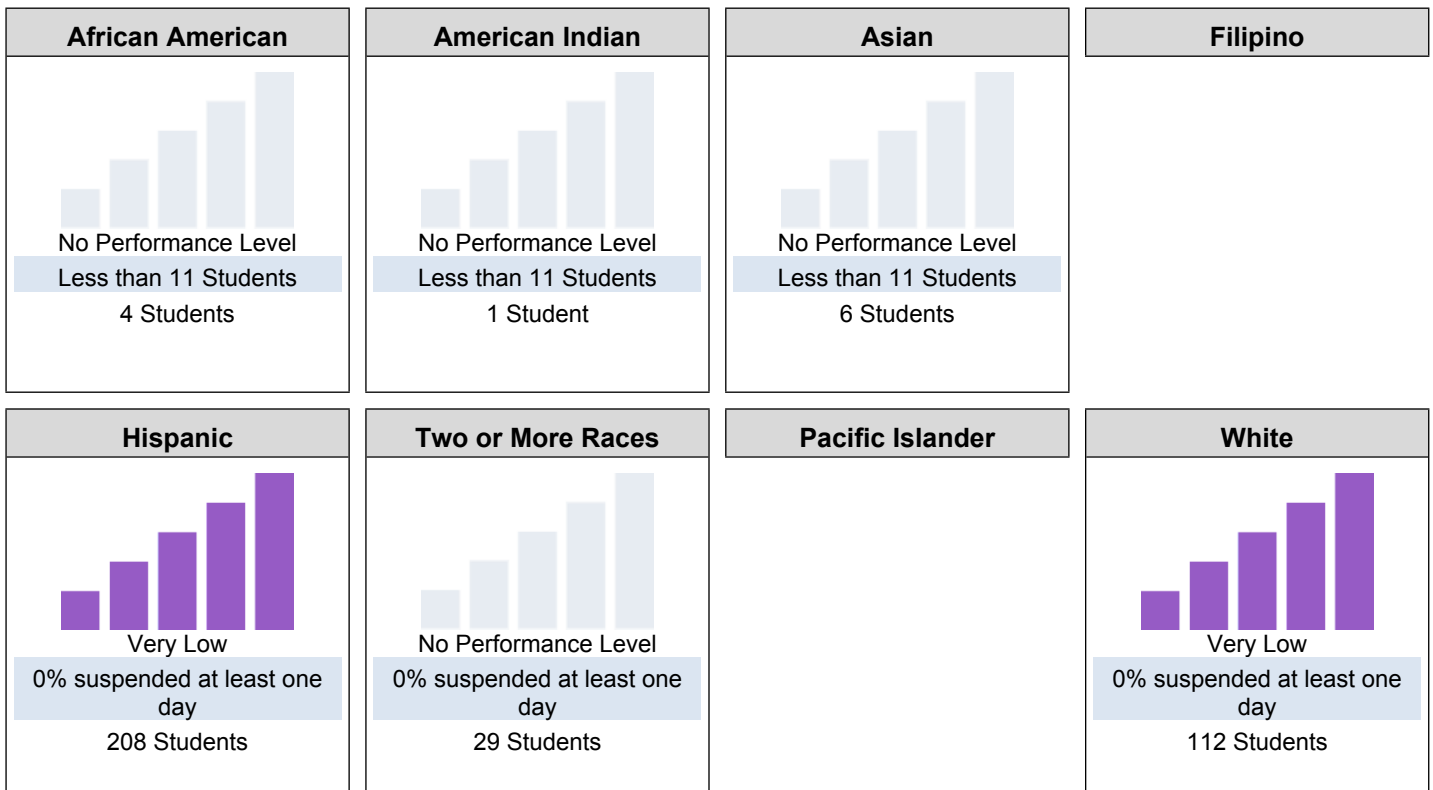 African American
No Performance Level
Less than 11 Students
4 Students
American Indian
No Performance Level
Less than 11 Students
1 Student
Asian
No Performance Level
Less than 11 Students
6 Students
Filipino
Hispanic
Very Low
0% suspended at least one
day
208 Students
Two or More Races
No Performance Level
0% suspended at least one
day
29 Students
Pacific Islander
White
Very Low
0% suspended at least one
day
112 Students